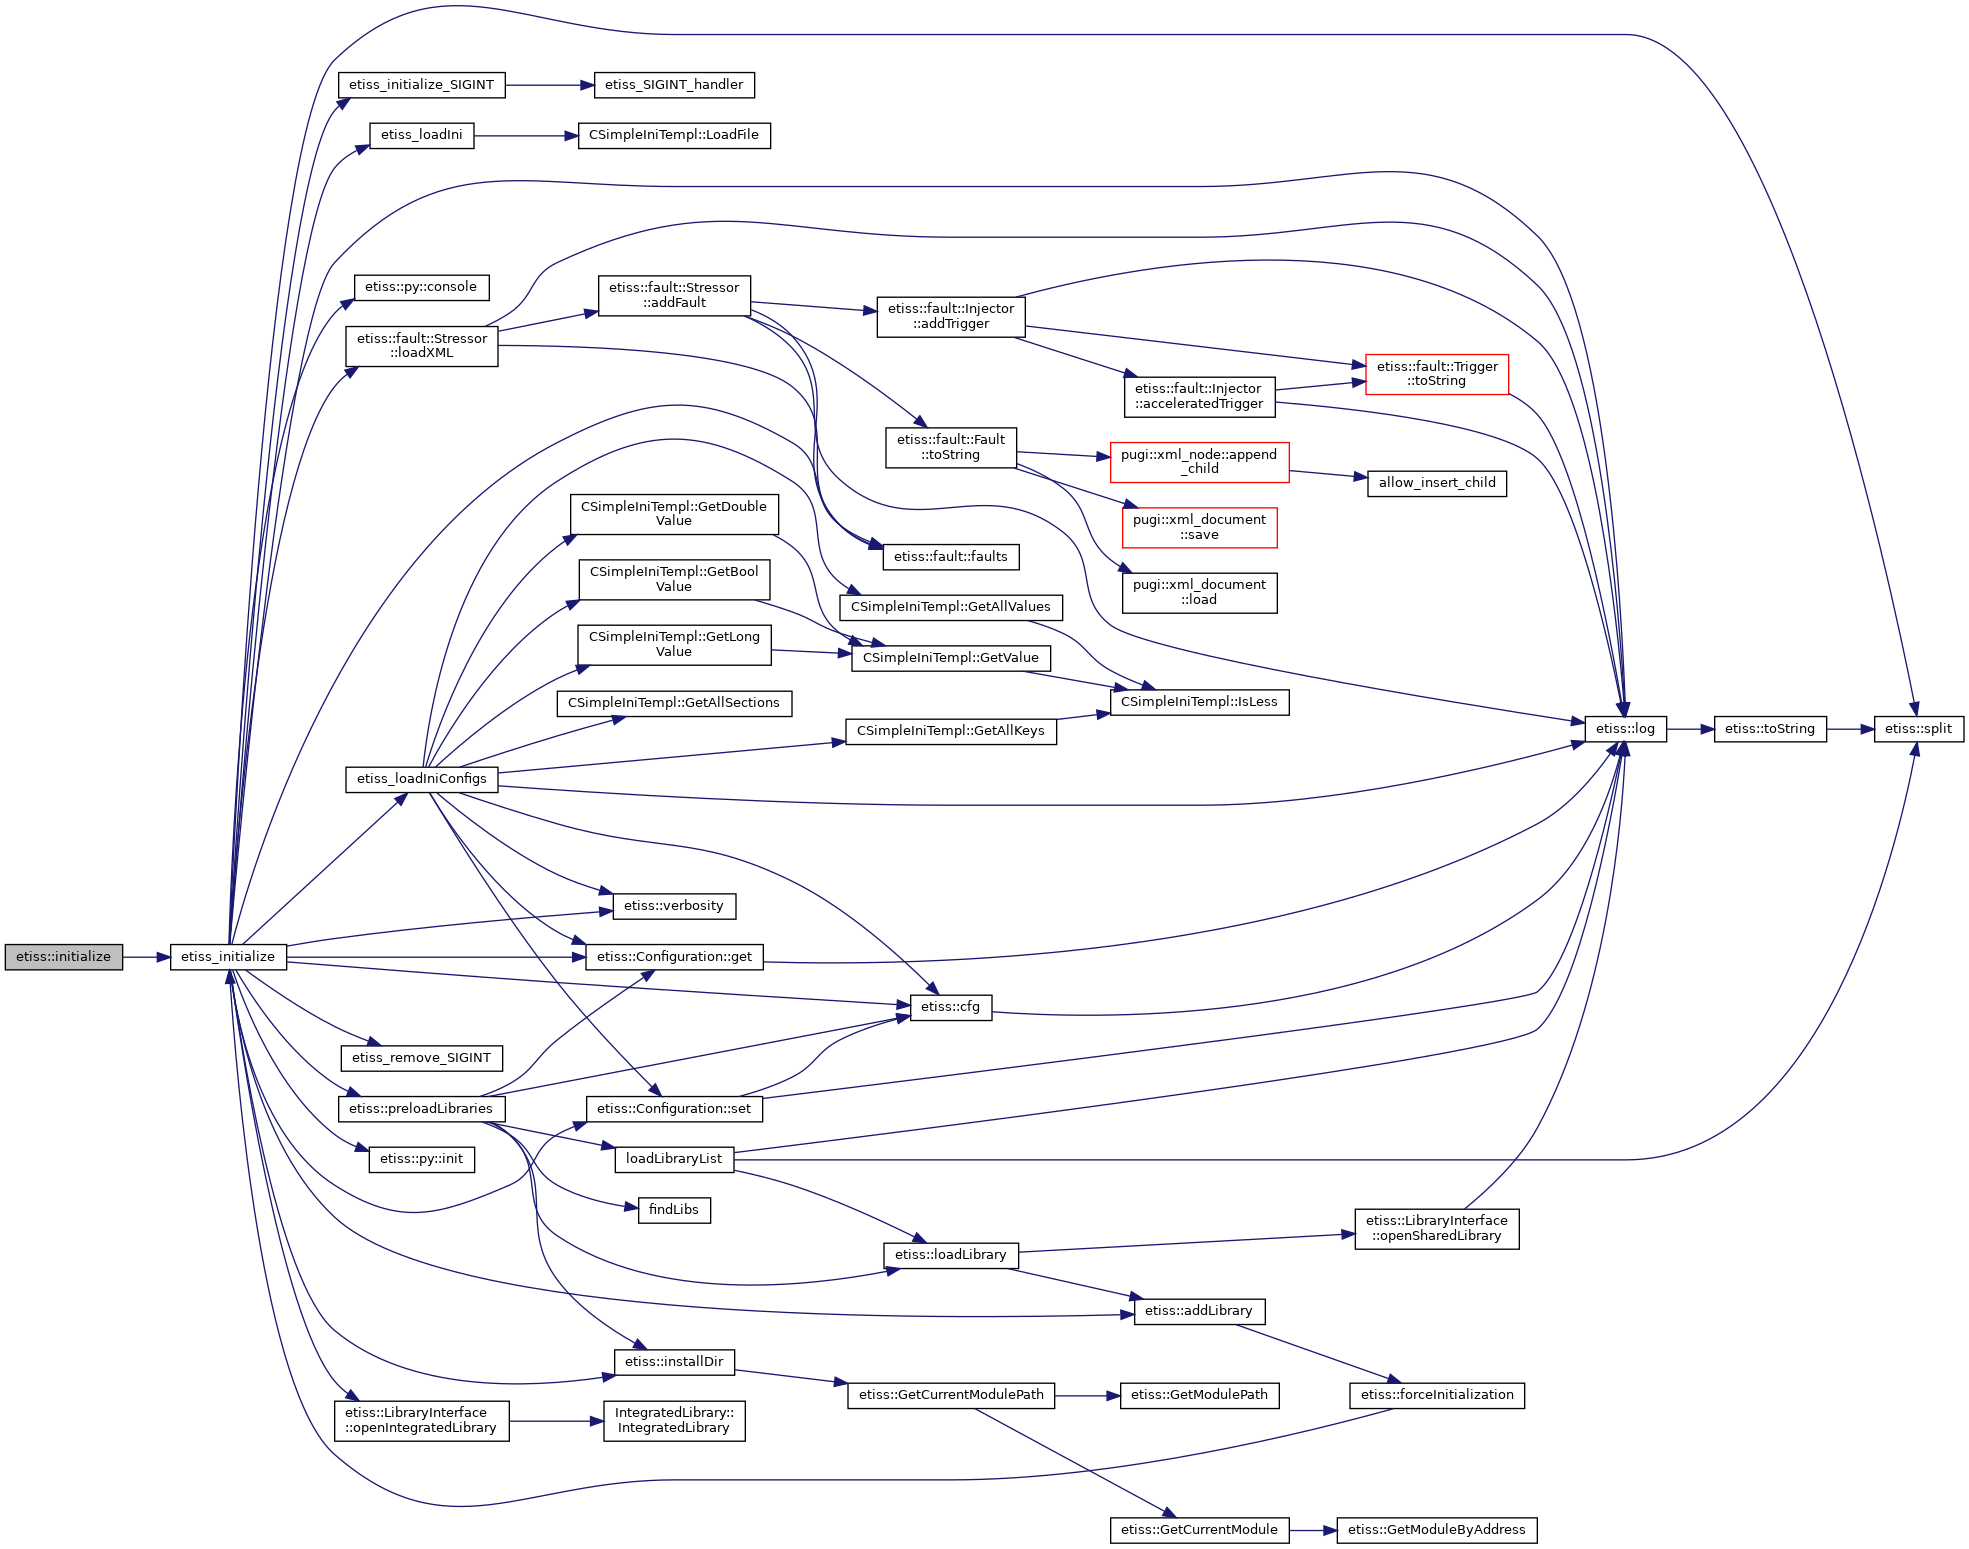 etiss_initialize_SIGINT
etiss_SIGINT_handler
etiss_loadIni
CSimpleIniTempl::LoadFile
etiss::py::console
etiss::fault::Stressor
::addFault
etiss::fault::Injector
::addTrigger
etiss::fault::Stressor
::loadXML
etiss::fault::Trigger
::toString
etiss::fault::Injector
::acceleratedTrigger
etiss::fault::Fault
::toString
pugi::xml_node::append
_child
allow_insert_child
CSimpleIniTempl::GetDouble
Value
pugi::xml_document
::save
etiss::fault::faults
CSimpleIniTempl::GetBool
Value
pugi::xml_document
::load
CSimpleIniTempl::GetAllValues
CSimpleIniTempl::GetLong
Value
CSimpleIniTempl::GetValue
CSimpleIniTempl::GetAllSections
CSimpleIniTempl::IsLess
CSimpleIniTempl::GetAllKeys
etiss::log
etiss::toString
etiss::split
etiss_loadIniConfigs
etiss::verbosity
etiss::initialize
etiss_initialize
etiss::Configuration::get
etiss::cfg
etiss_remove_SIGINT
etiss::preloadLibraries
etiss::Configuration::set
etiss::py::init
loadLibraryList
findLibs
etiss::LibraryInterface
::openSharedLibrary
etiss::loadLibrary
etiss::addLibrary
etiss::installDir
etiss::GetCurrentModulePath
etiss::GetModulePath
etiss::forceInitialization
etiss::LibraryInterface
::openIntegratedLibrary
IntegratedLibrary::
IntegratedLibrary
etiss::GetCurrentModule
etiss::GetModuleByAddress